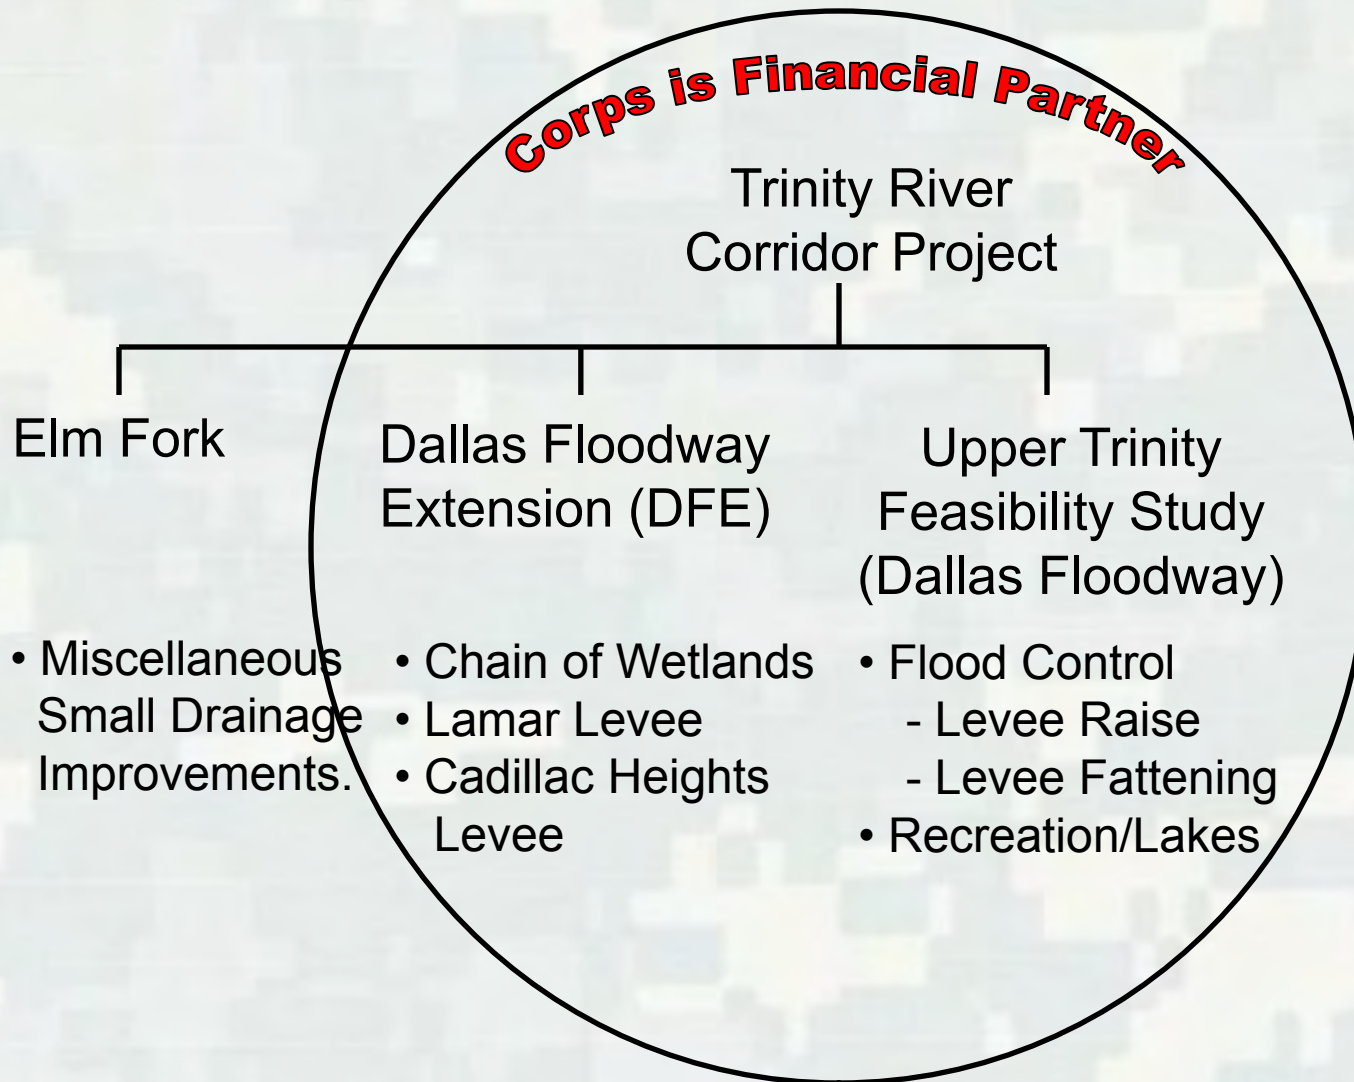 Corps is Financial Partner
Trinity River
Corridor Project
Elm Fork
• Miscellaneous
Small Drainage
Improvements.
Dallas Floodway
Extension (DFE)
• Chain of Wetlands
• Lamar Levee
• Cadillac Heights
Levee
Upper Trinity
Feasibility Study
(Dallas Floodway)
• Flood Control
- Levee Raise
- Levee Fattening
• Recreation/Lakes